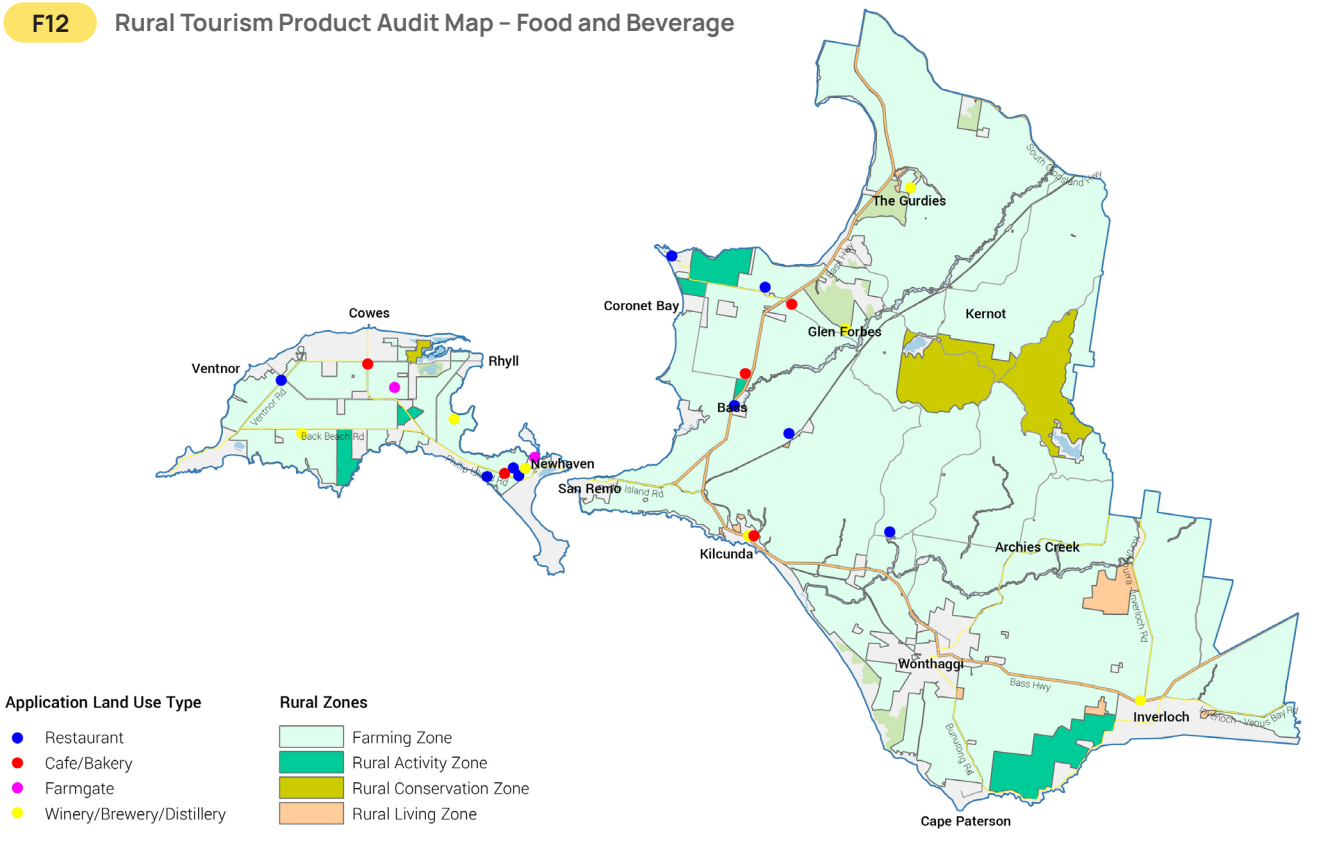 F12
Rural Tourism Product Audit Map – Food and Beverage
South Gippsland Hwy
The Gurdies
Bass Hwy
Coronet Bay
Cowes
Kernot
Glen Forbes
Rhyll
Ventnor
Ventnor Rd
Bass
Back Beach Rd
Phillip Island Rd
Newhaven
San Remo
Island Rd
Kilcunda
Archies Creek
Inverloch Rd
Wonthaggi
Bass Hwy
Inverloch
Inverloch - Venus Bay Rd
Bunurong Rd
Cape Paterson
Application Land Use Type
Restaurant
Cafe/Bakery
Farmgate
Winery/Brewery/Distillery
Rural Zones
Farming Zone
Rural Activity Zone
Rural Conservation Zone
Rural Living Zone